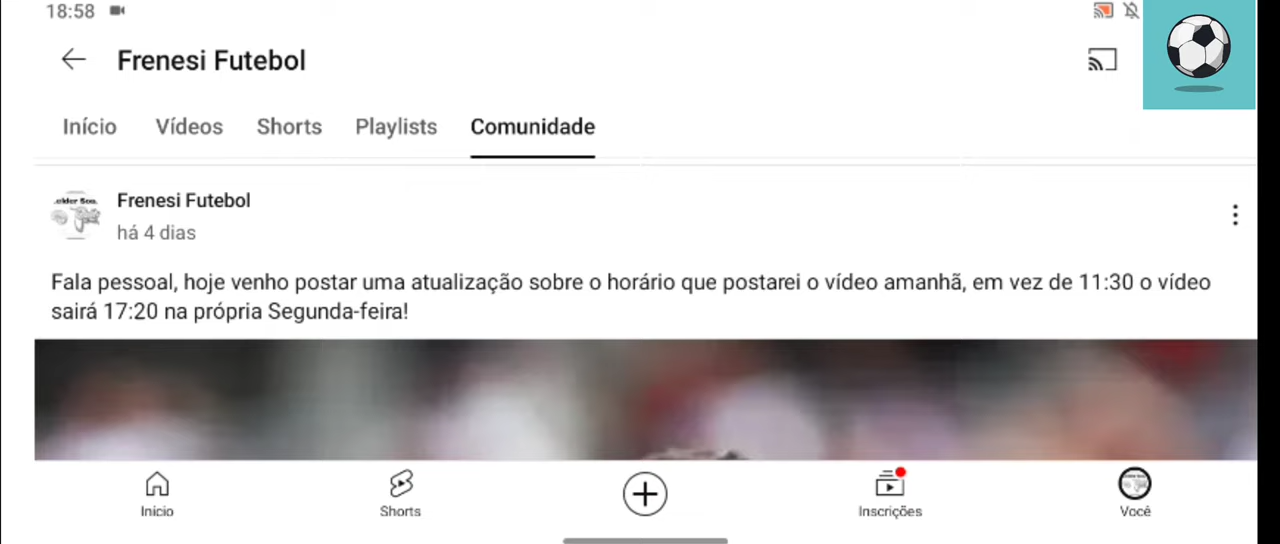 18:58
Frenesi Futebol
Início Vídeos Shorts Playlists Comunidade
Frenesi Futebol
há 4 dias
Fala pessoal, hoje venho postar uma atualização sobre o horário que postarei o vídeo amanhã, em vez de 11:30 o vídeo
sairá 17:20 na própria Segunda-feira!
Início Shorts Inscrições Você